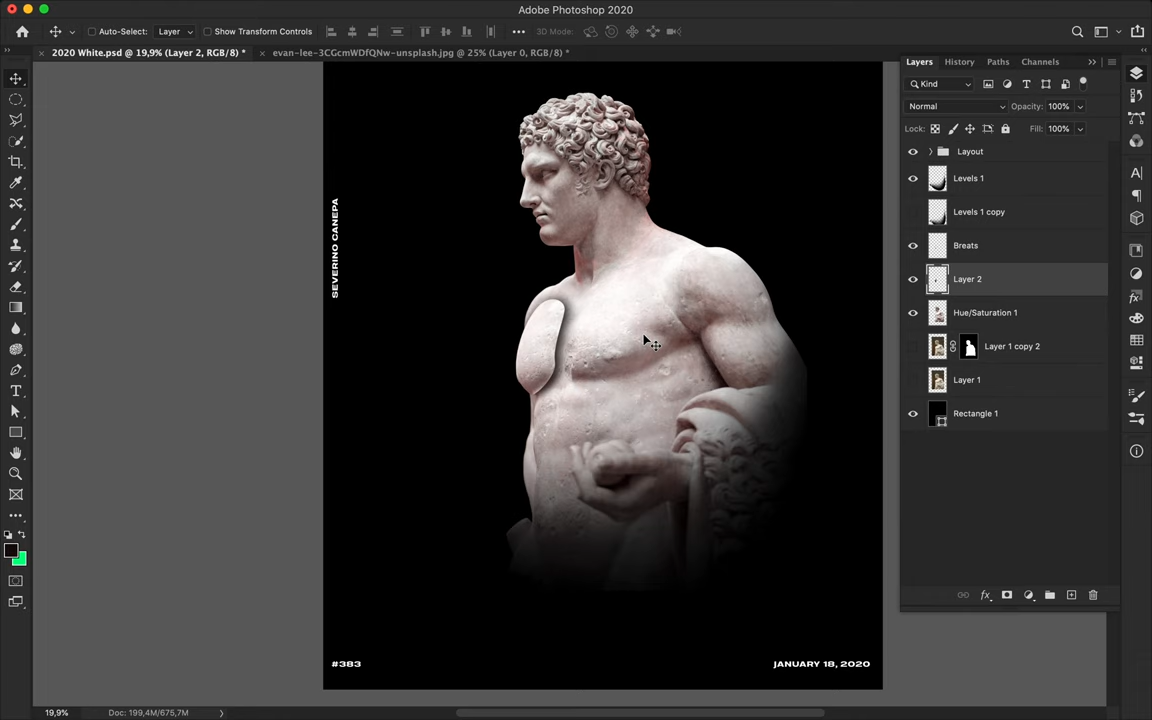 Adobe Photoshop 2020
Auto-Select: Layer Show Transform Controls 3D Mode:
2020 White.psd @ 19,9% (Layer 2, RGB/8) *
evan-lee-3CGcmWDfQNw-unsplash.jpg @ 25% (Layer 0, RGB/8) *
Layers History Paths Channels
Kind
Normal Opacity: 100%
Lock: Fill: 100%
Layout
Levels 1
Levels 1 copy
Breats
Layer 2
Hue/Saturation 1
Layer 1 copy 2
Layer 1
Rectangle 1
SEVERINO CANEPA
#383
JANUARY 18, 2020
19,9% Doc: 199,4M/675,7M